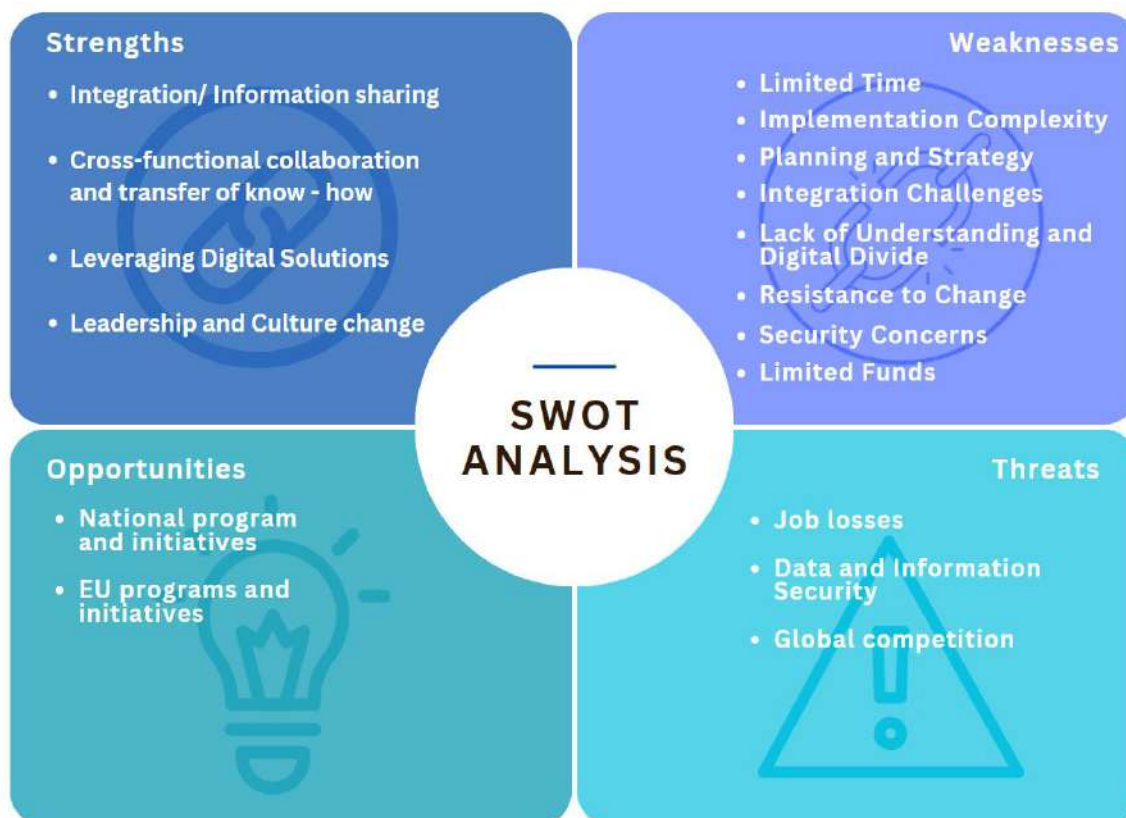 Strengths
• Integration/ Information sharing
• Cross-functional collaboration
and transfer of know - how
• Leveraging Digital Solutions
• Leadership and Culture change
Weaknesses
• Limited Time
• Implementation Complexity
• Planning and Strategy
• Integration Challenges
• Lack of Understanding and
Digital Divide
• Resistance to Change
• Security Concerns
• Limited Funds
SWOT
ANALYSIS
Opportunities
• National program
and initiatives
• EU programs and
initiatives
Threats
• Job losses
• Data and Information
Security
• Global competition